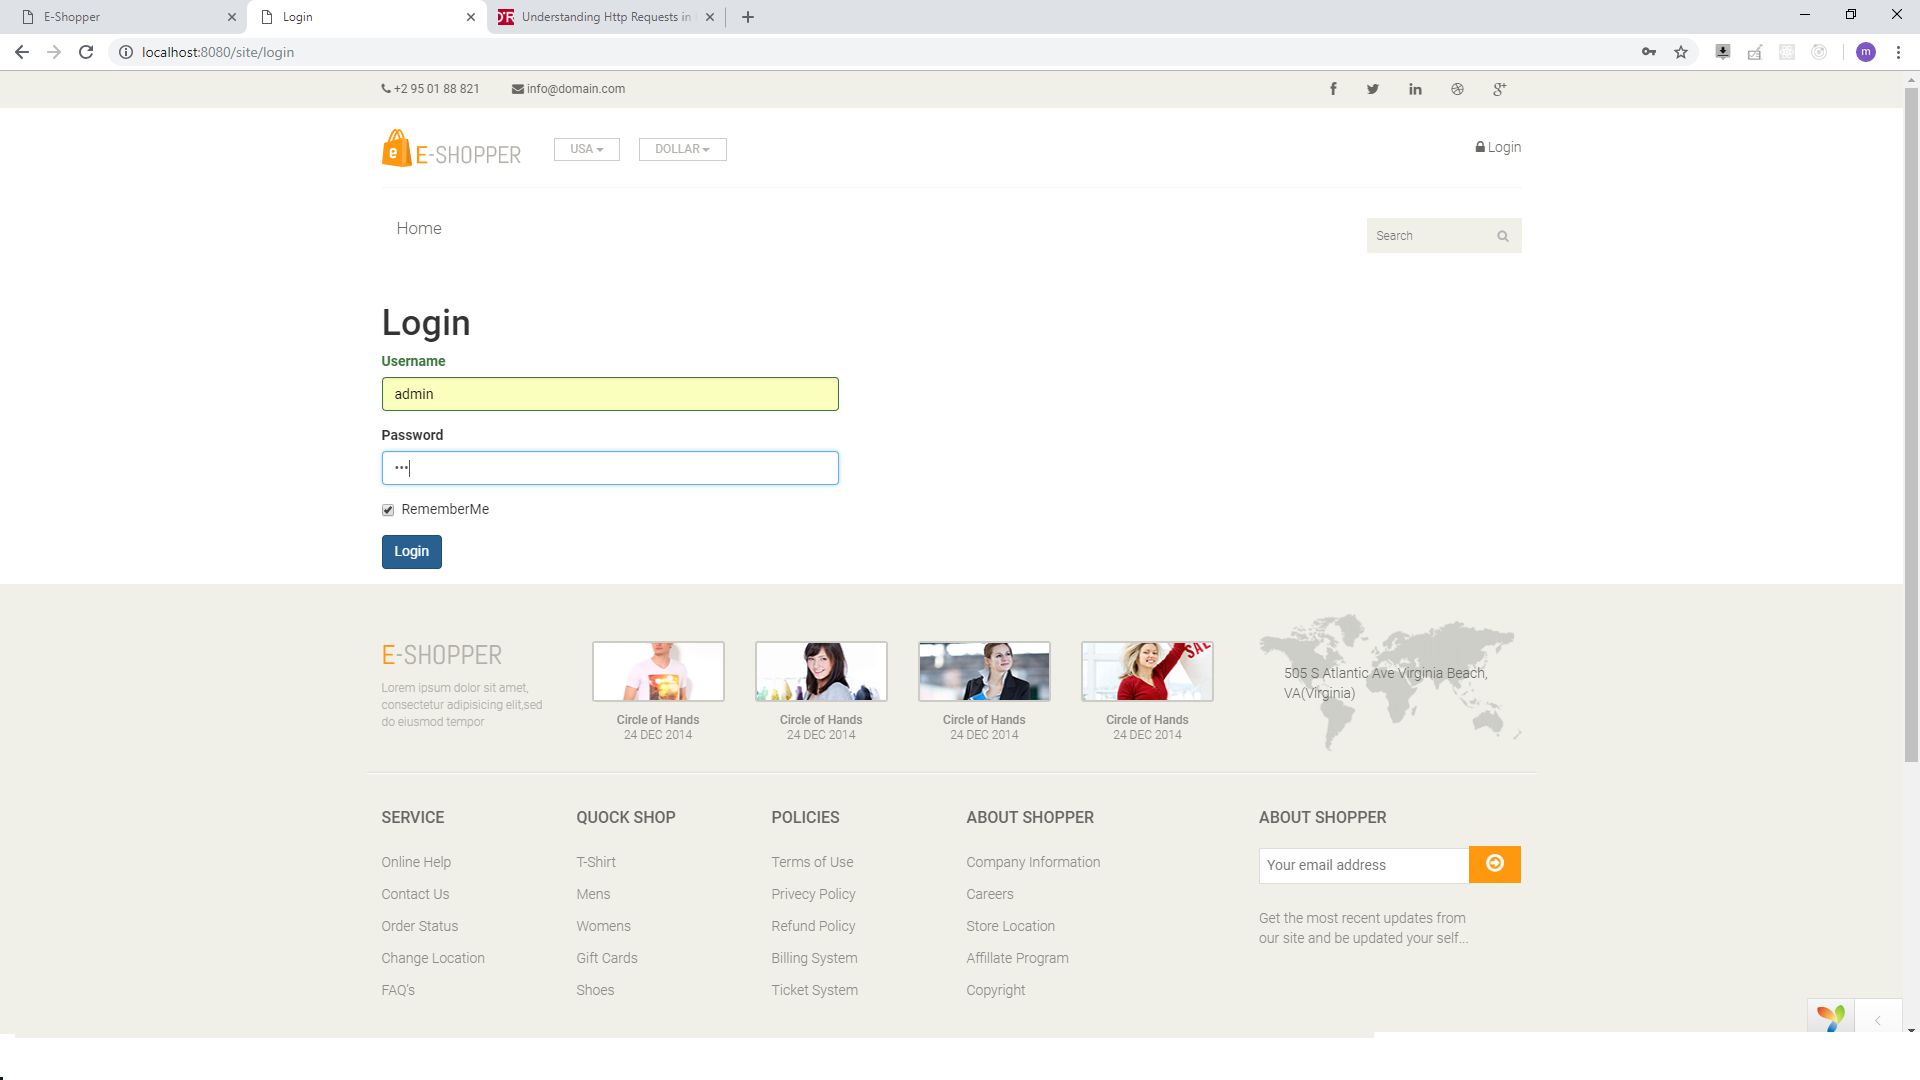 E-Shopper
Login
Understanding Http Requests in
localhost:8080/site/login
m
+2 95 01 88 821
info@domain.com
e E-SHOPPER
USA
DOLLAR
Login
Home
Search
Login
Username
admin
Password
•••
RememberMe
Login
E-SHOPPER
Lorem ipsum dolor sit amet,
consectetur adipisicing elit,sed
do eiusmod tempor
Circle of Hands
24 DEC 2014
Circle of Hands
24 DEC 2014
Circle of Hands
24 DEC 2014
SALE
Circle of Hands
24 DEC 2014
505 S Atlantic Ave Virginia Beach,
VA(Virginia)
SERVICE
Online Help
Contact Us
Order Status
Change Location
FAQ's
QUOCK SHOP
T-Shirt
Mens
Womens
Gift Cards
Shoes
POLICIES
Terms of Use
Privecy Policy
Refund Policy
Billing System
Ticket System
ABOUT SHOPPER
Company Information
Careers
Store Location
Affillate Program
Copyright
ABOUT SHOPPER
Your email address
Get the most recent updates from
our site and be updated your self...